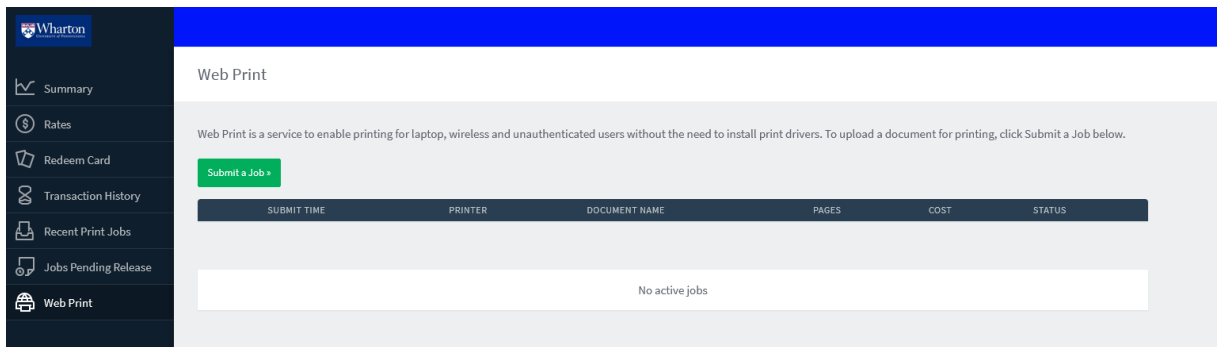 Wharton
Web Print
Summary
Rates
Redeem Card
Transaction History
Recent Print Jobs
Jobs Pending Release
Web Print
Web Print is a service to enable printing for laptop, wireless and unauthenticated users without the need to install print drivers. To upload a document for printing, click Submit a Job below.
Submit a Job »
SUBMIT TIME PRINTER DOCUMENT NAME PAGES COST STATUS
No active jobs